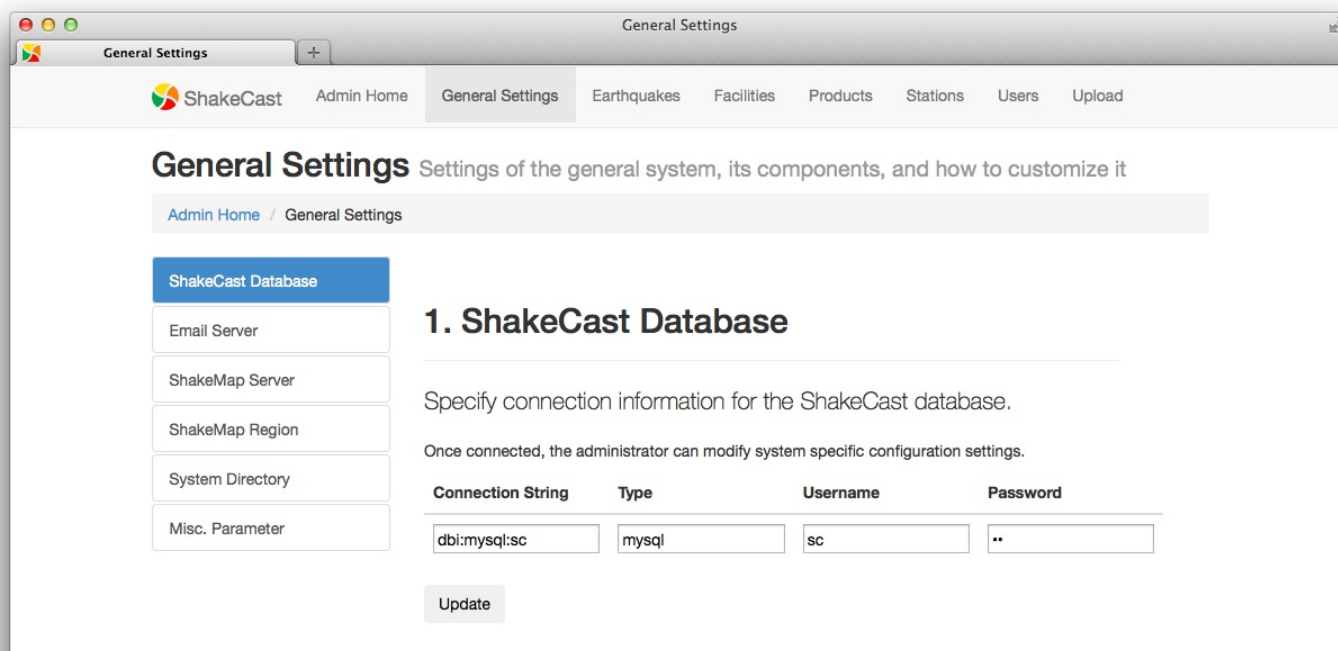 General Settings
General Settings
ShakeCast Admin Home General Settings Earthquakes Facilities Products Stations Users Upload
General Settings Settings of the general system, its components, and how to customize it
Admin Home / General Settings
ShakeCast Database
Email Server
ShakeMap Server
ShakeMap Region
System Directory
Misc. Parameter
1. ShakeCast Database
Specify connection information for the ShakeCast database.
Once connected, the administrator can modify system specific configuration settings.
Connection String Type Username Password
dbi:mysql:sc mysql sc ••
Update